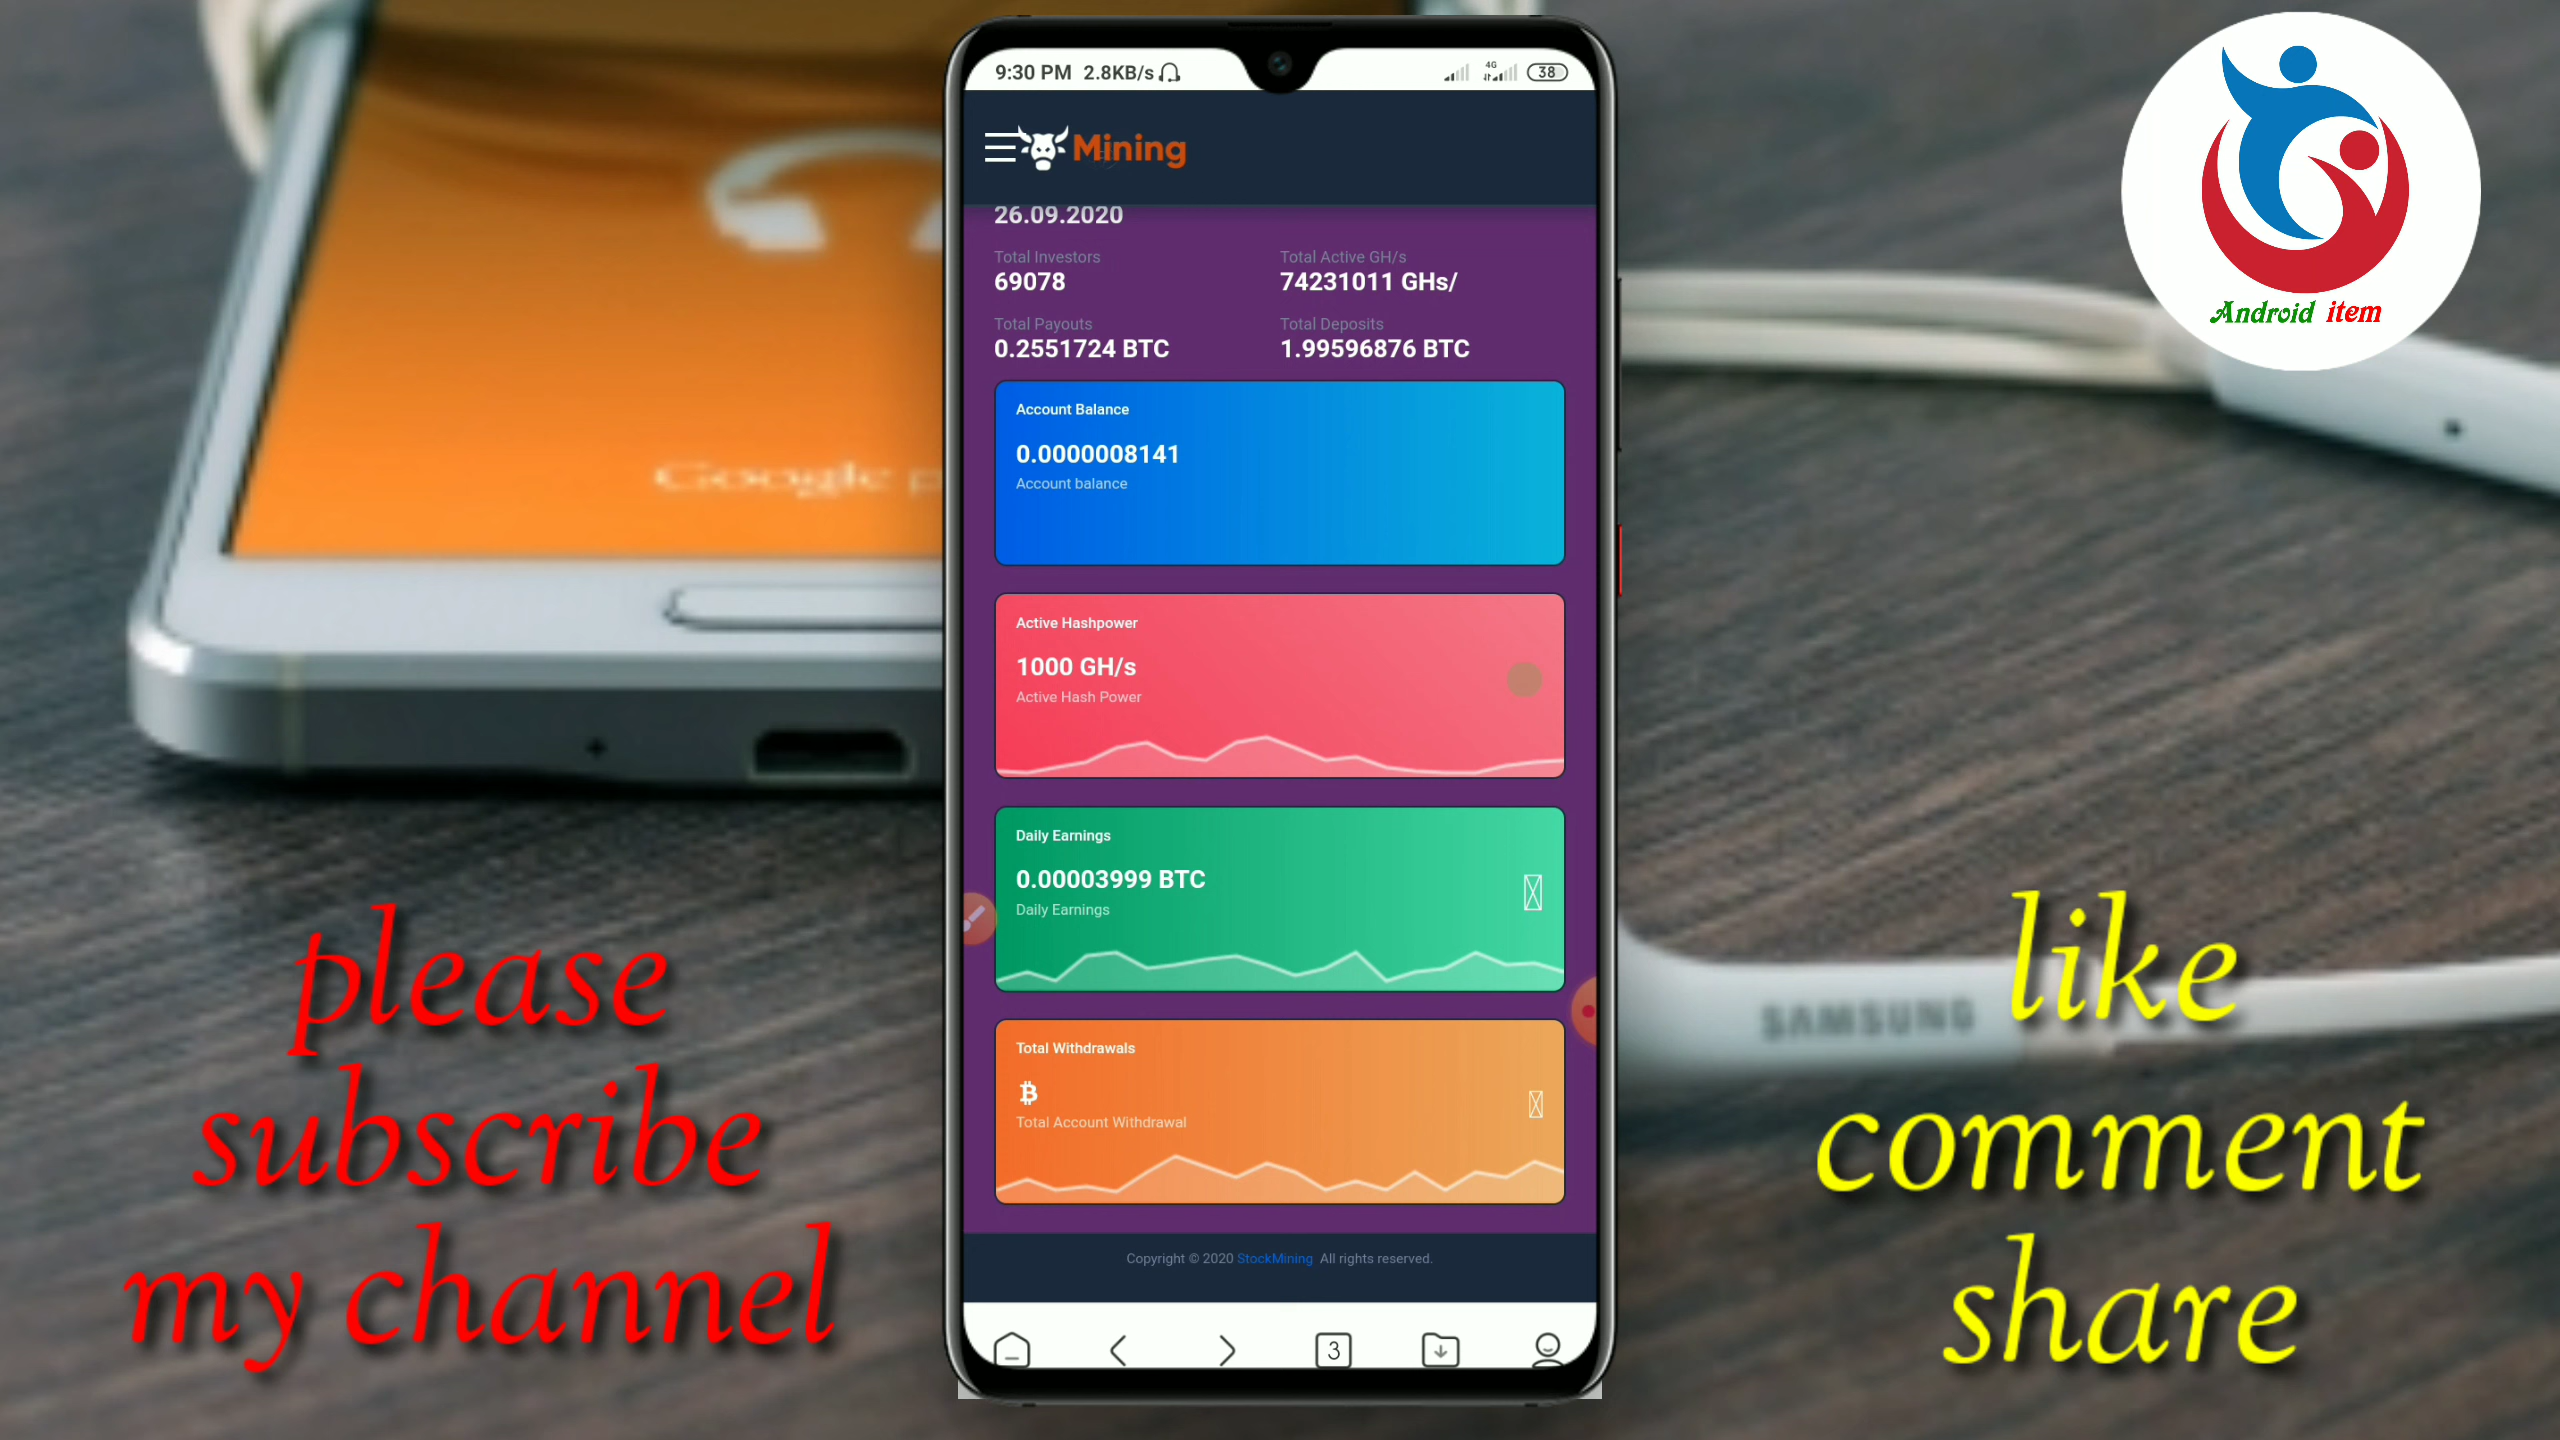 9:30 PM 2.8KB/s 4G 38
Mining
26.09.2020
Total Investors
69078
Total Active GH/s
74231011 GHs/
Total Payouts
0.2551724 BTC
Total Deposits
1.99596876 BTC
Account Balance
0.0000008141
Account balance
Active Hashpower
1000 GH/s
Active Hash Power
Daily Earnings
0.00003999 BTC
Daily Earnings
Total Withdrawals
₿
Total Account Withdrawal
Copyright © 2020 StockMining All rights reserved.
3
Google
SAMSUNG
Android item
please
subscribe
my channel
like
comment
share